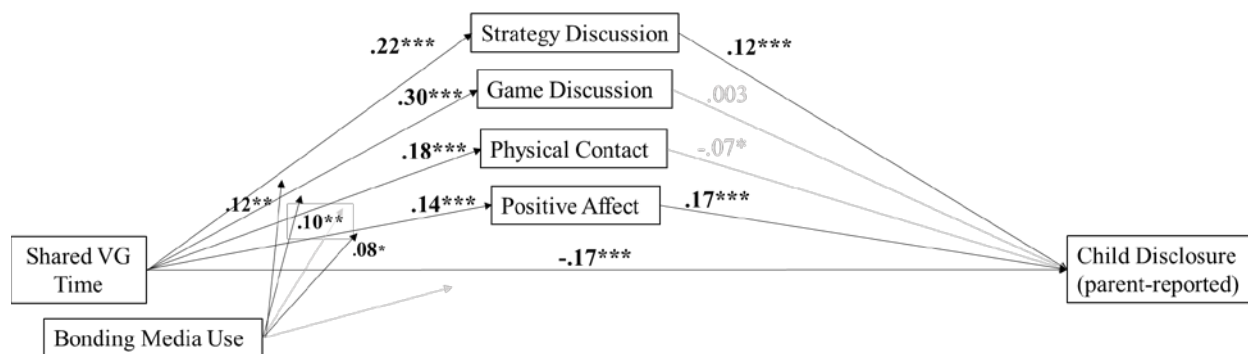 Strategy Discussion
.22***
.12***
Game Discussion
.30***
.003
Physical Contact
.18***
-.07*
Positive Affect
.12**
.14***
.17***
.10**
.08*
Shared VG
Time
-.17***
Child Disclosure
(parent-reported)
Bonding Media Use